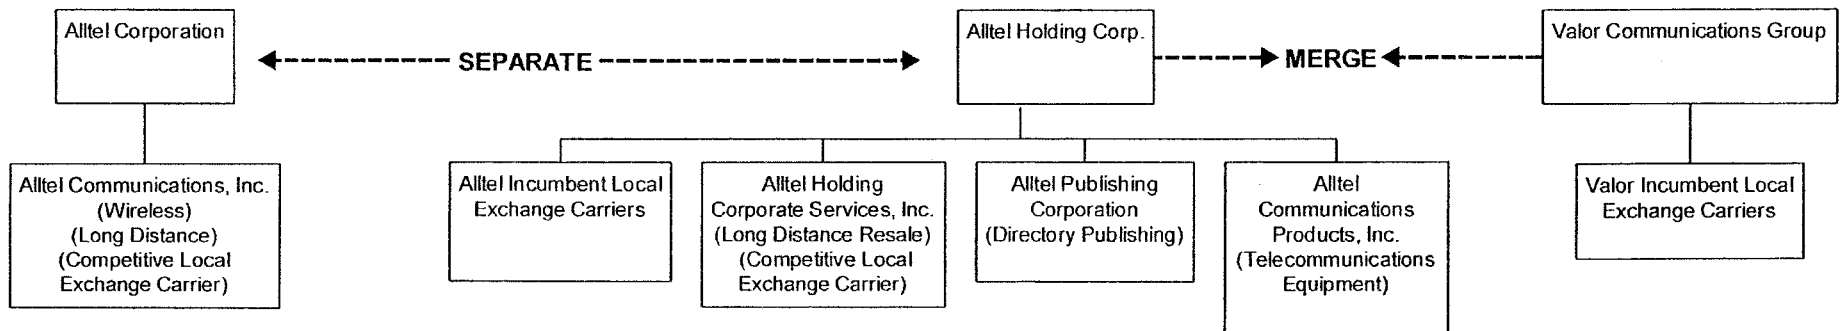 Alltel Corporation
SEPARATE
Alltel Holding Corp.
MERGE
Valor Communications Group
Alltel Communications, Inc.
(Wireless)
(Long Distance)
(Competitive Local
Exchange Carrier)
Alltel Incumbent Local
Exchange Carriers
Alltel Holding
Corporate Services, Inc.
(Long Distance Resale)
(Competitive Local
Exchange Carrier)
Alltel Publishing
Corporation
(Directory Publishing)
Alltel
Communications
Products, Inc.
(Telecommunications
Equipment)
Valor Incumbent Local
Exchange Carriers